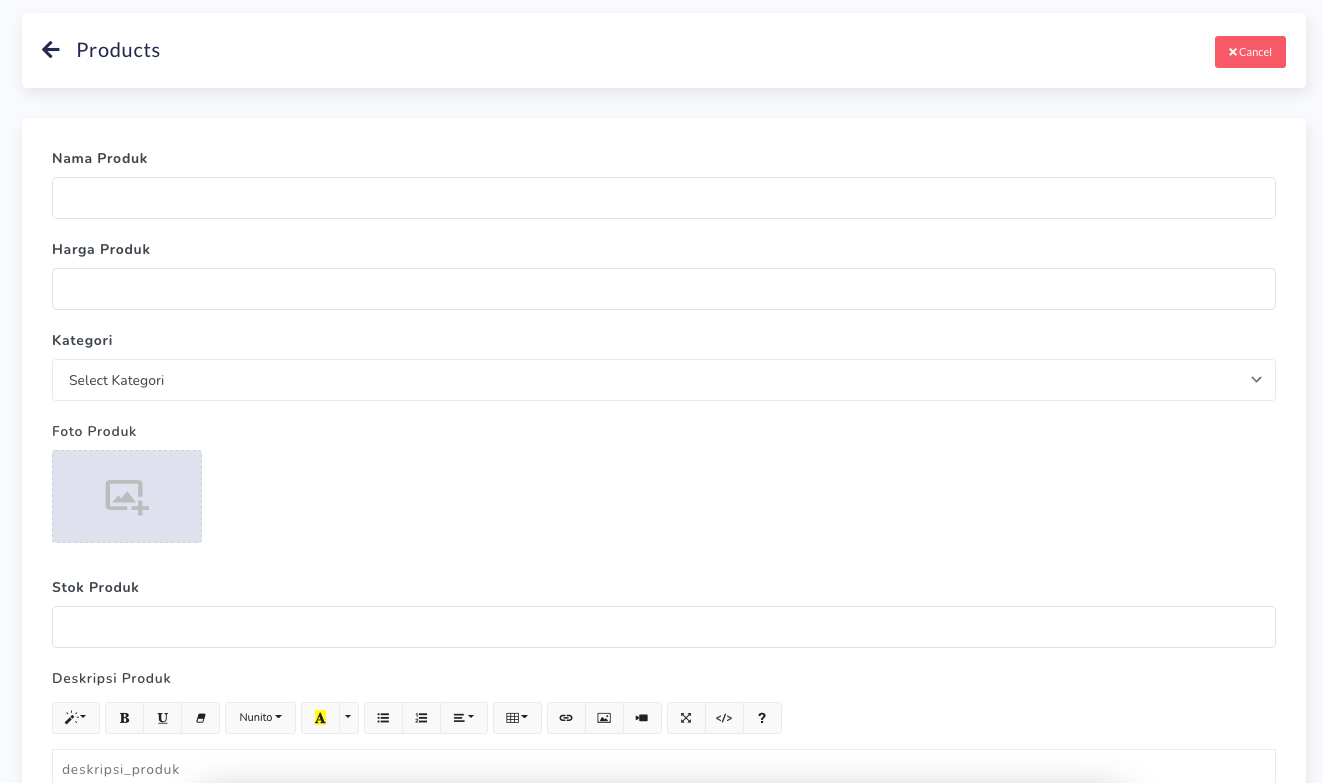 Products
Cancel
Nama Produk
Harga Produk
Kategori
Select Kategori
Foto Produk
Stok Produk
Deskripsi Produk
B U Nunito A </> ?
deskripsi_produk